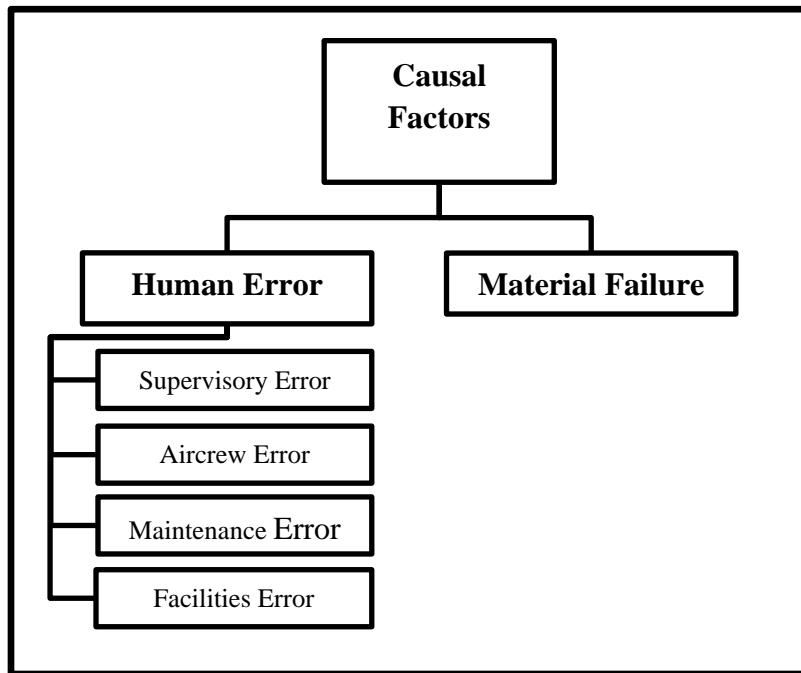 Causal
Factors
Human Error
Material Failure
Supervisory Error
Aircrew Error
Maintenance Error
Facilities Error